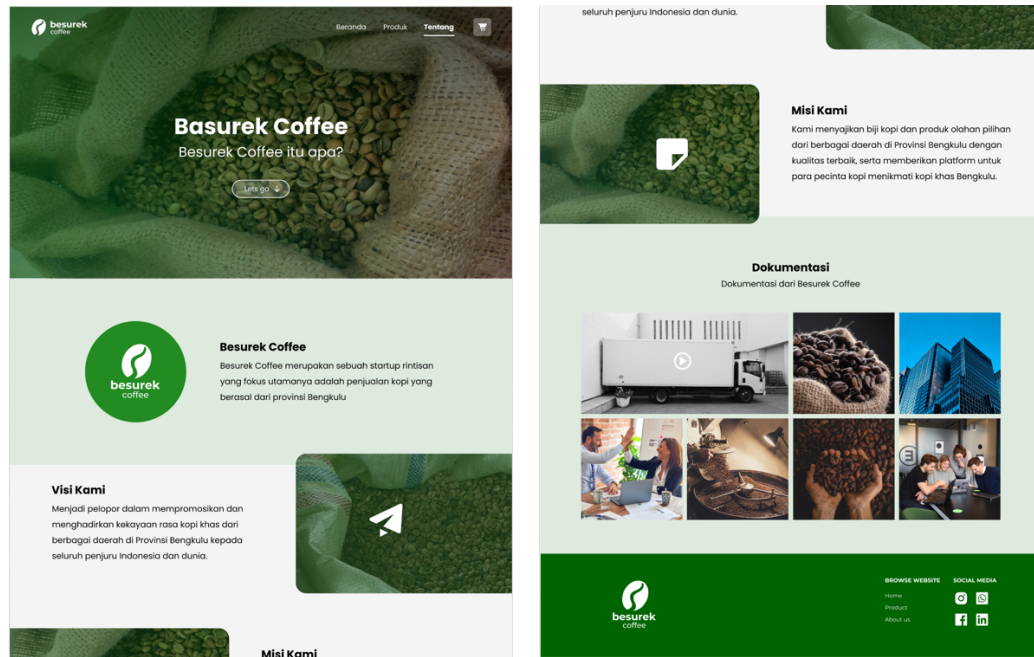 besurek
coffee
Beranda
Produk
Tentang
Basurek Coffee
Besurek Coffee itu apa?
Lets go ↓
besurek
coffee
Besurek Coffee
Besurek Coffee merupakan sebuah startup rintisan
yang fokus utamanya adalah penjualan kopi yang
berasal dari provinsi Bengkulu
Visi Kami
Menjadi pelopor dalam mempromosikan dan
menghadirkan kekayaan rasa kopi khas dari
berbagai daerah di Provinsi Bengkulu kepada
seluruh penjuru Indonesia dan dunia.
Misi Kami
seluruh penjuru Indonesia dan dunia.
Misi Kami
Kami menyajikan biji kopi dan produk olahan pilihan
dari berbagai daerah di Provinsi Bengkulu dengan
kualitas terbaik, serta memberikan platform untuk
para pecinta kopi menikmati kopi khas Bengkulu.
Dokumentasi
Dokumentasi dari Besurek Coffee
besurek
coffee
BROWSE WEBSITE
Home
Product
About us
SOCIAL MEDIA